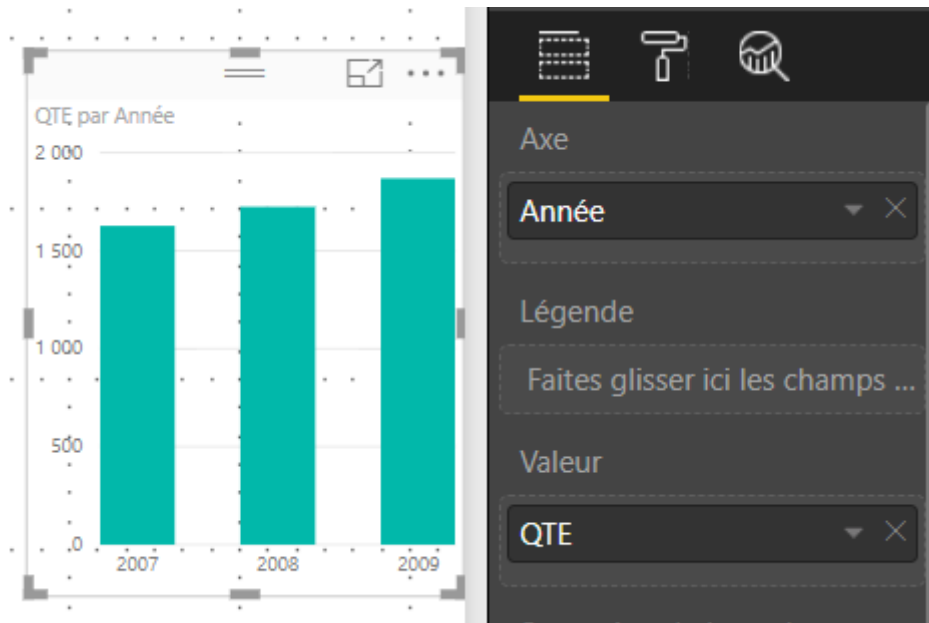 QTE par Année
2 000
1 500
1 000
500
0
2007 2008 2009
Axe
Année
Légende
Faites glisser ici les champs ...
Valeur
QTE